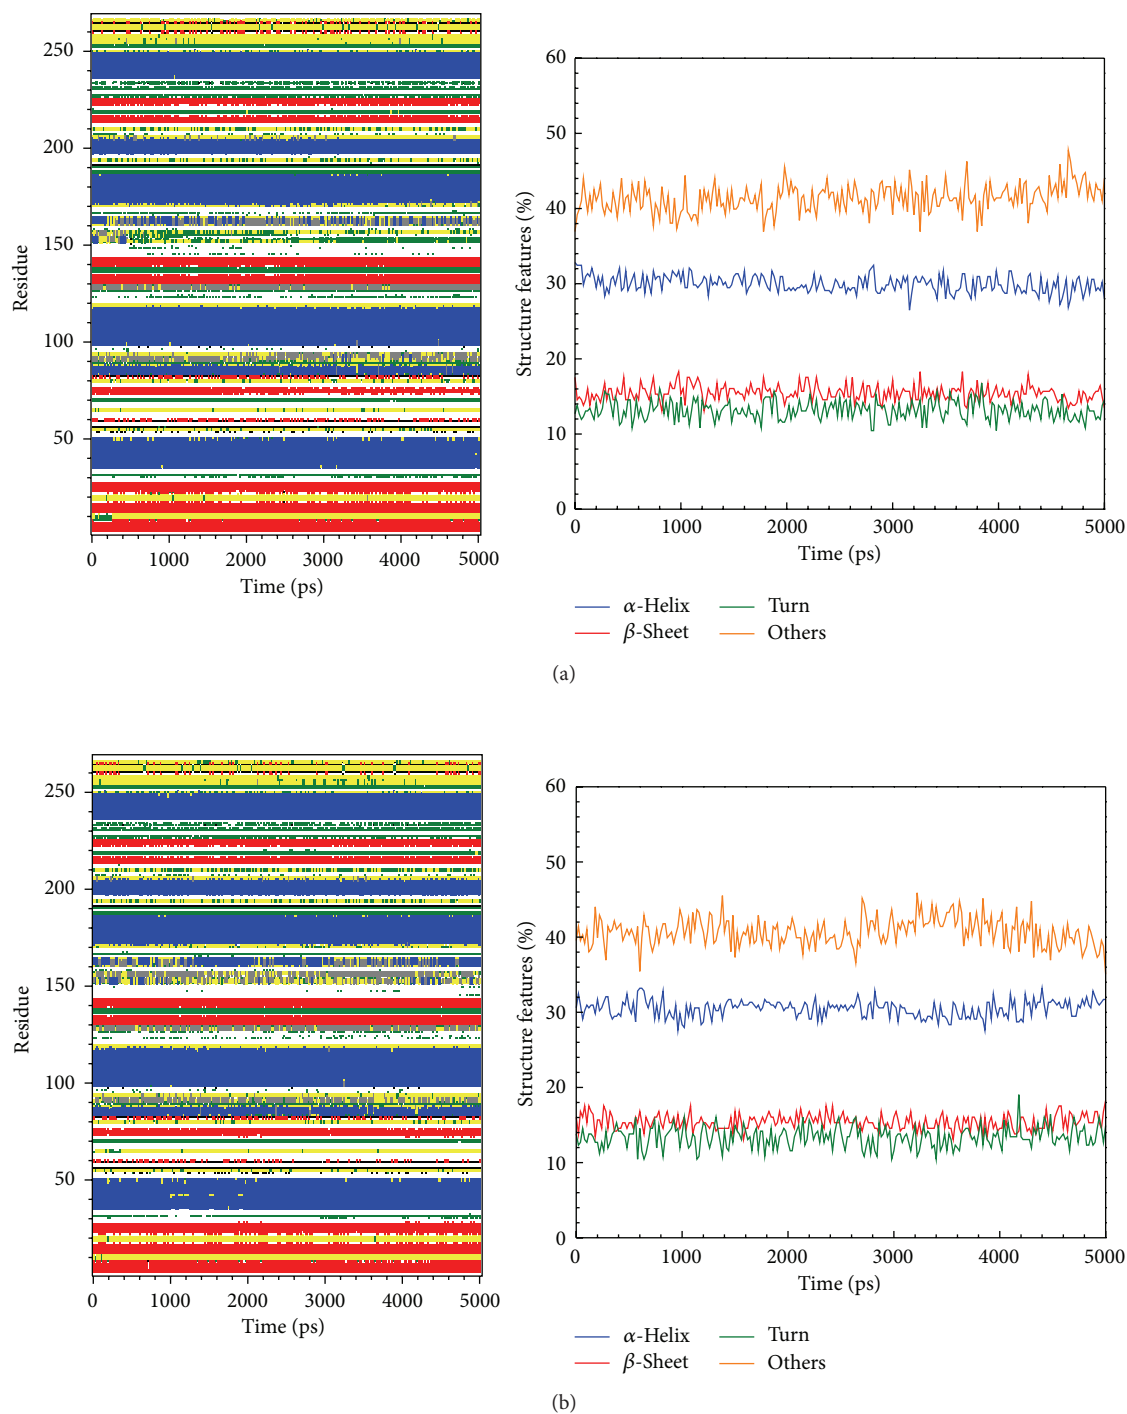 250
200
150
100
50
Residue
0 1000 2000 3000 4000 5000
Time (ps)
60
50
40
30
20
10
0
Structure features (%)
0 1000 2000 3000 4000 5000
Time (ps)
α-Helix Turn
β-Sheet Others
(a)
250
200
150
100
50
Residue
0 1000 2000 3000 4000 5000
Time (ps)
60
50
40
30
20
10
0
Structure features (%)
0 1000 2000 3000 4000 5000
Time (ps)
α-Helix Turn
β-Sheet Others
(b)